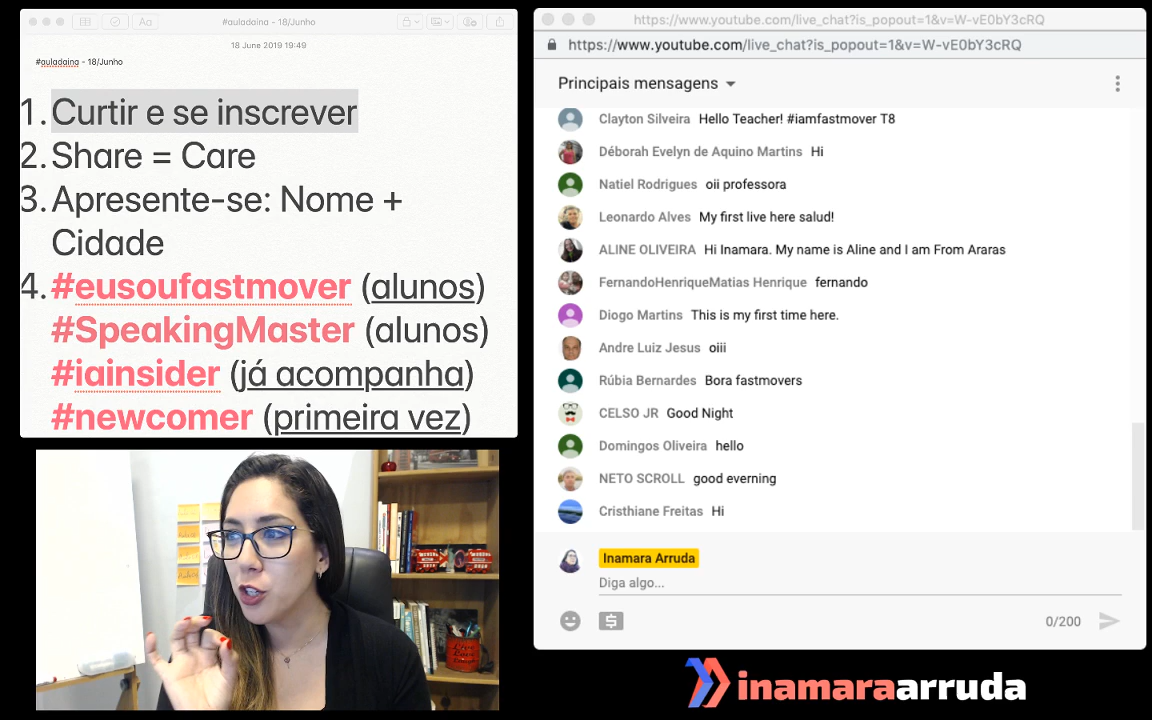 Aa
#auladaina - 18/Junho
18 June 2019 19:49
#auladaina - 18/Junho
1. Curtir e se inscrever
2. Share = Care
3. Apresente-se: Nome +
Cidade
4. #eusoufastmover (alunos)
#SpeakingMaster (alunos)
#iainsider (já acompanha)
#newcomer (primeira vez)
https://www.youtube.com/live_chat?is_popout=1&v=W-vE0bY3cRQ
https://www.youtube.com/live_chat?is_popout=1&v=W-vE0bY3cRQ
Principais mensagens
Clayton Silveira Hello Teacher! #iamfastmover T8
Déborah Evelyn de Aquino Martins Hi
Natiel Rodrigues oii professora
Leonardo Alves My first live here salud!
ALINE OLIVEIRA Hi Inamara. My name is Aline and I am From Araras
FernandoHenriqueMatias Henrique fernando
Diogo Martins This is my first time here.
Andre Luiz Jesus oiii
Rúbia Bernardes Bora fastmovers
CELSO JR Good Night
Domingos Oliveira hello
NETO SCROLL good everning
Cristhiane Freitas Hi
Inamara Arruda
Diga algo...
0/200
inamaraarruda